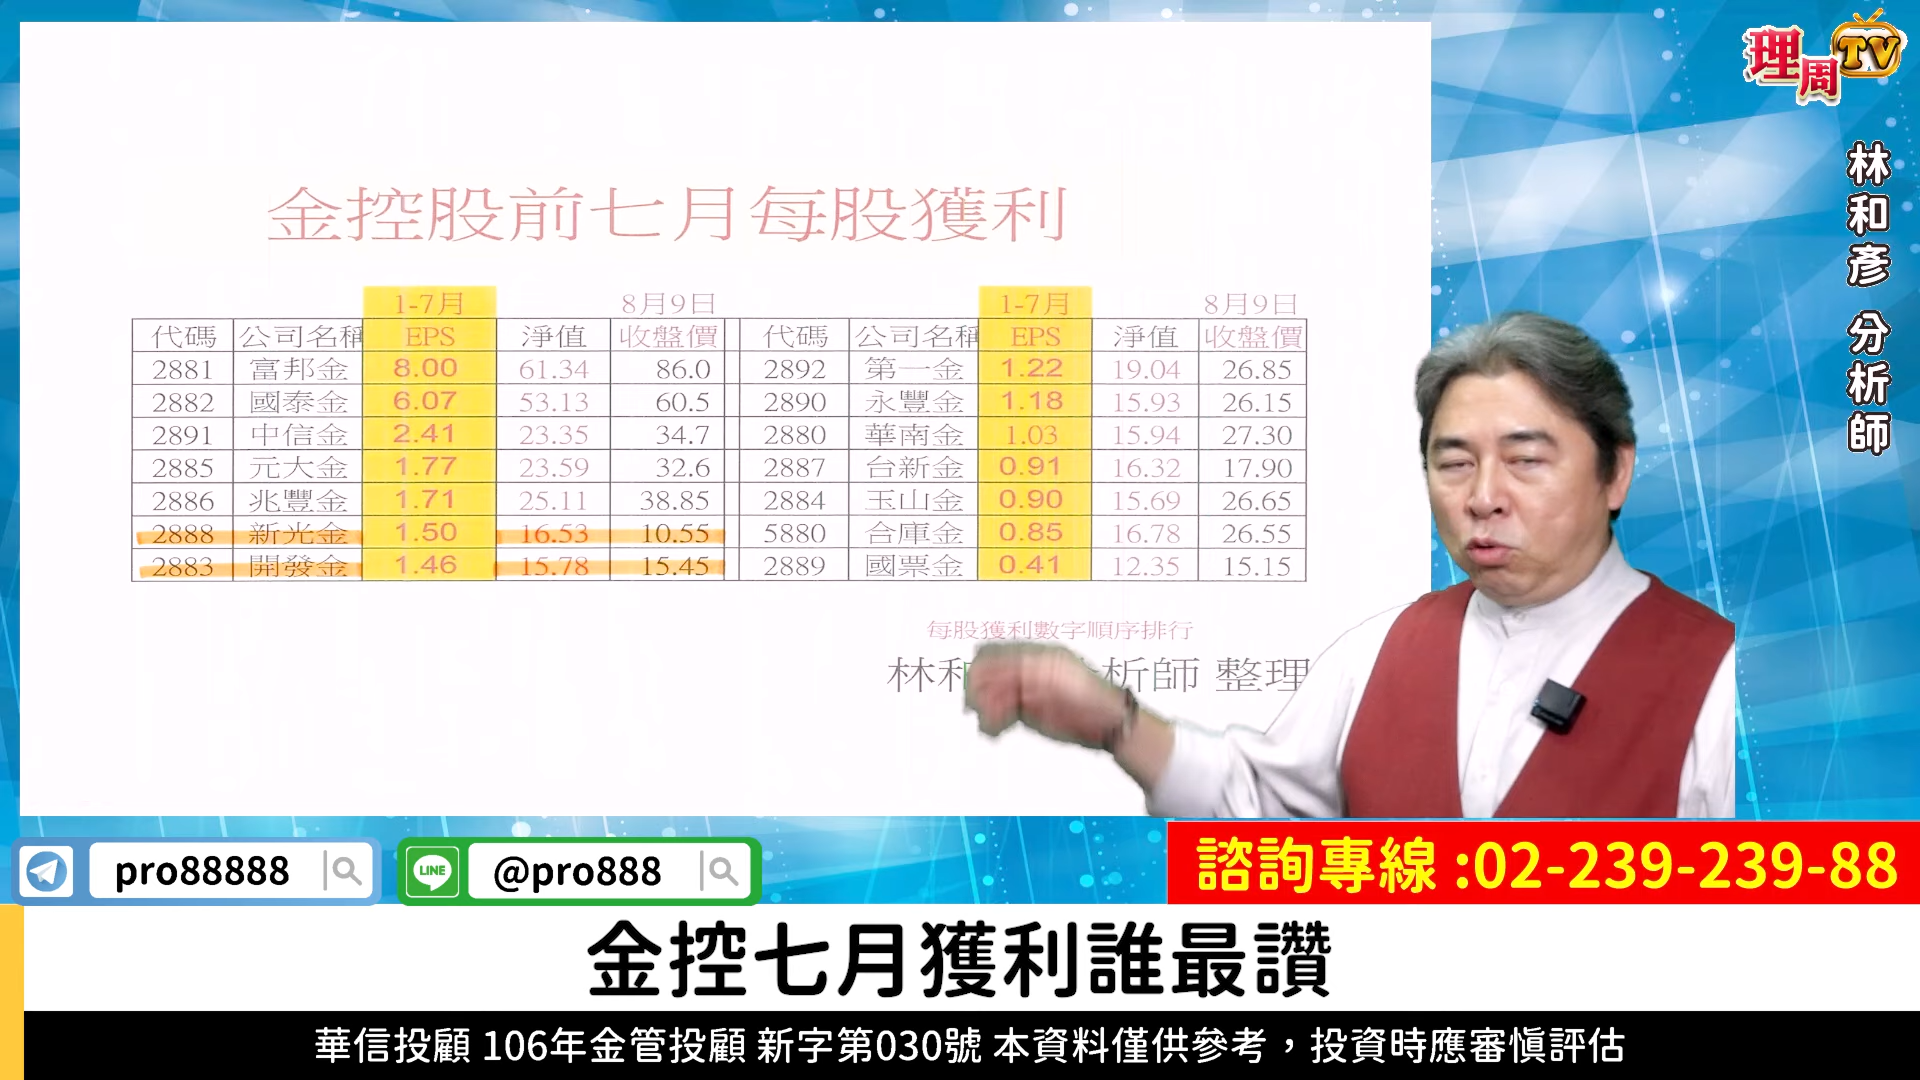 理周TV
林和彥 分析師
金控股前七月每股獲利
1-7月 8月9日 1-7月 8月9日
代碼 公司名稱 EPS 淨值 收盤價 代碼 公司名稱 EPS 淨值 收盤價
2881 富邦金 8.00 61.34 86.0 2892 第一金 1.22 19.04 26.85
2882 國泰金 6.07 53.13 60.5 2890 永豐金 1.18 15.93 26.15
2891 中信金 2.41 23.35 34.7 2880 華南金 1.03 15.94 27.30
2885 元大金 1.77 23.59 32.6 2887 台新金 0.91 16.32 17.90
2886 兆豐金 1.71 25.11 38.85 2884 玉山金 0.90 15.69 26.65
2888 新光金 1.50 16.53 10.55 5880 合庫金 0.85 16.78 26.55
2883 開發金 1.46 15.78 15.45 2889 國票金 0.41 12.35 15.15
每股獲利數字順序排行
林和 析師 整理
pro88888
LINE @pro888
諮詢專線:02-239-239-88
金控七月獲利誰最讚
華信投顧 106年金管投顧 新字第030號 本資料僅供參考，投資時應審慎評估